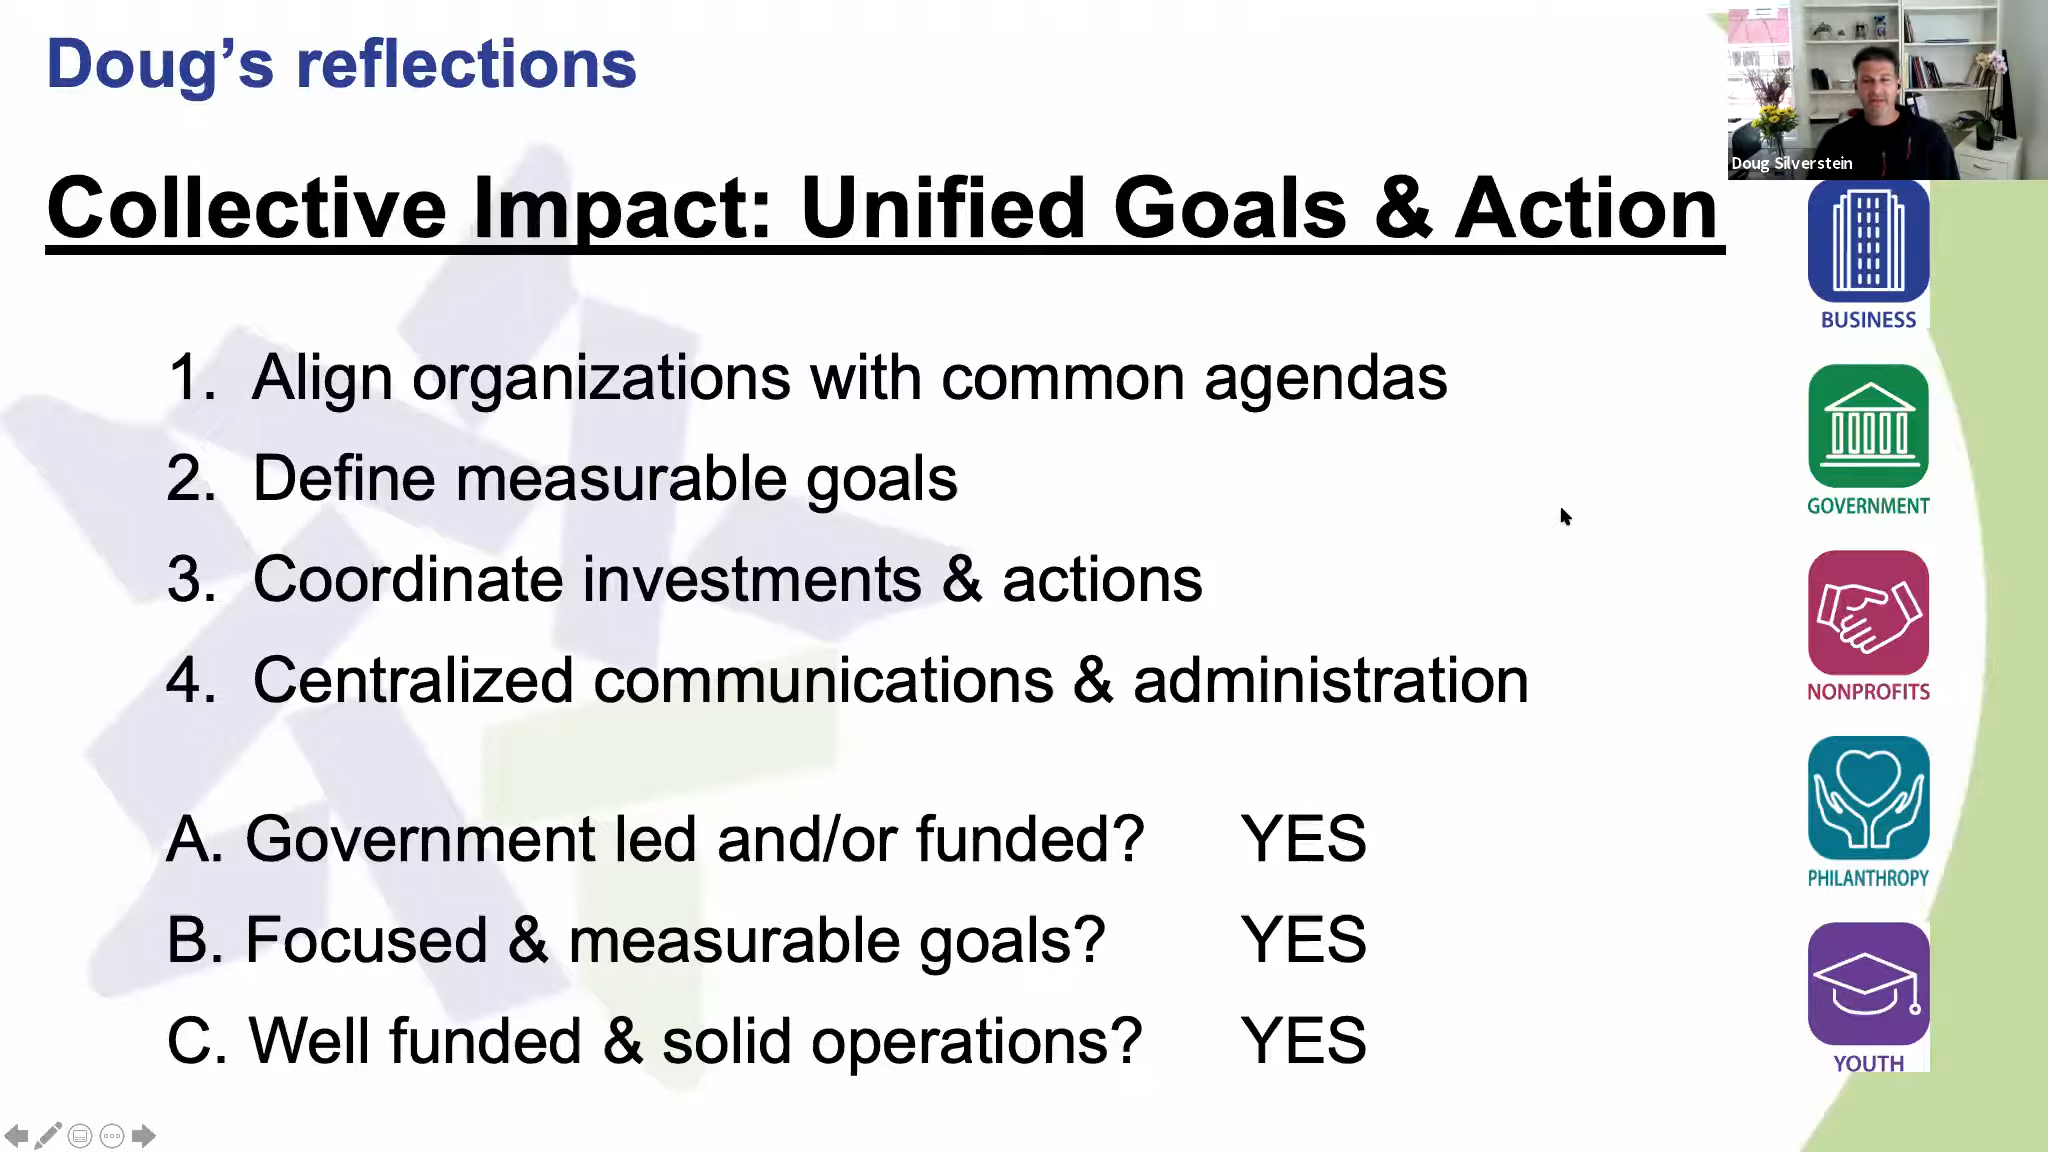 Doug’s reflections
Doug Silverstein
Collective Impact: Unified Goals & Action
1. Align organizations with common agendas
2. Define measurable goals
3. Coordinate investments & actions
4. Centralized communications & administration
A. Government led and/or funded? YES
B. Focused & measurable goals? YES
C. Well funded & solid operations? YES
BUSINESS
GOVERNMENT
NONPROFITS
PHILANTHROPY
YOUTH